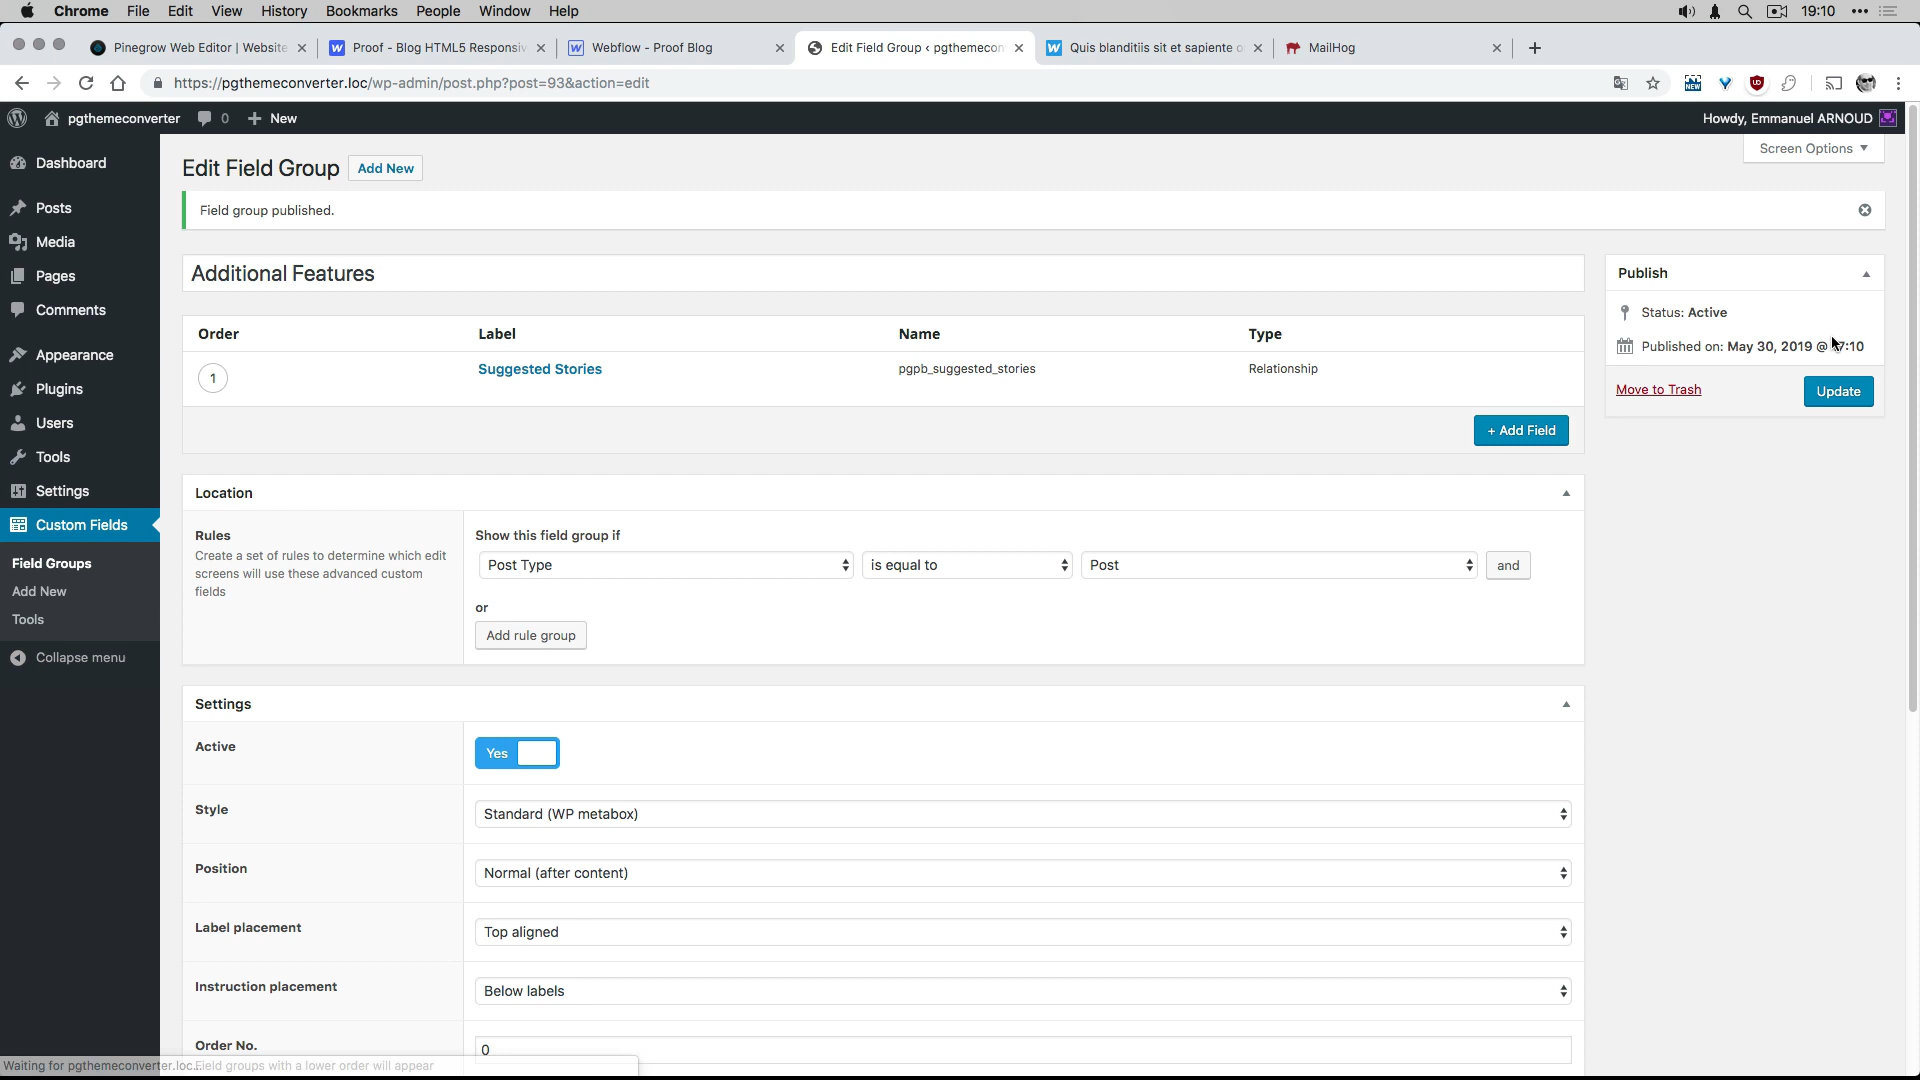 Chrome File Edit View History Bookmarks People Window Help 19:10
Pinegrow Web Editor | Website
Proof - Blog HTML5 Responsiv
Webflow - Proof Blog
Edit Field Group ‹ pgthemecon
Quis blanditiis sit et sapiente o
MailHog
https://pgthemeconverter.loc/wp-admin/post.php?post=93&action=edit
NEW
pgthemeconverter 0 New
Howdy, Emmanuel ARNOUD
Screen Options
Dashboard
Posts
Media
Pages
Comments
Appearance
Plugins
Users
Tools
Settings
Custom Fields
Field Groups
Add New
Tools
Collapse menu
Edit Field Group Add New
Field group published.
Additional Features
Order Label Name Type
1 Suggested Stories pgpb_suggested_stories Relationship
+ Add Field
Publish
Status: Active
Published on: May 30, 2019 @ 7:10
Move to Trash Update
Location
Rules
Create a set of rules to determine which edit
screens will use these advanced custom
fields
Show this field group if
Post Type is equal to Post and
or
Add rule group
Settings
Active Yes
Style Standard (WP metabox)
Position Normal (after content)
Label placement Top aligned
Instruction placement Below labels
Order No. 0
Field groups with a lower order will appear
Waiting for pgthemeconverter.loc...